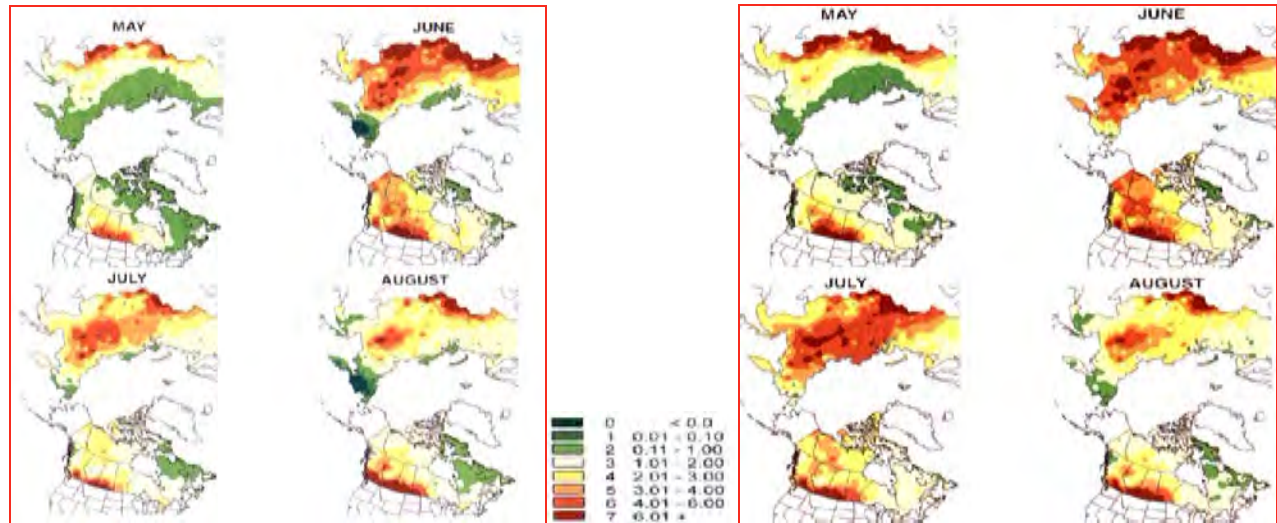 MAY
JUNE
JULY
AUGUST
0 < 0.0
1 0.01 - 0.10
2 0.11 - 1.00
3 1.01 - 2.00
4 2.01 - 3.00
5 3.01 - 4.00
6 4.01 - 6.00
7 6.01 +
MAY
JUNE
JULY
AUGUST